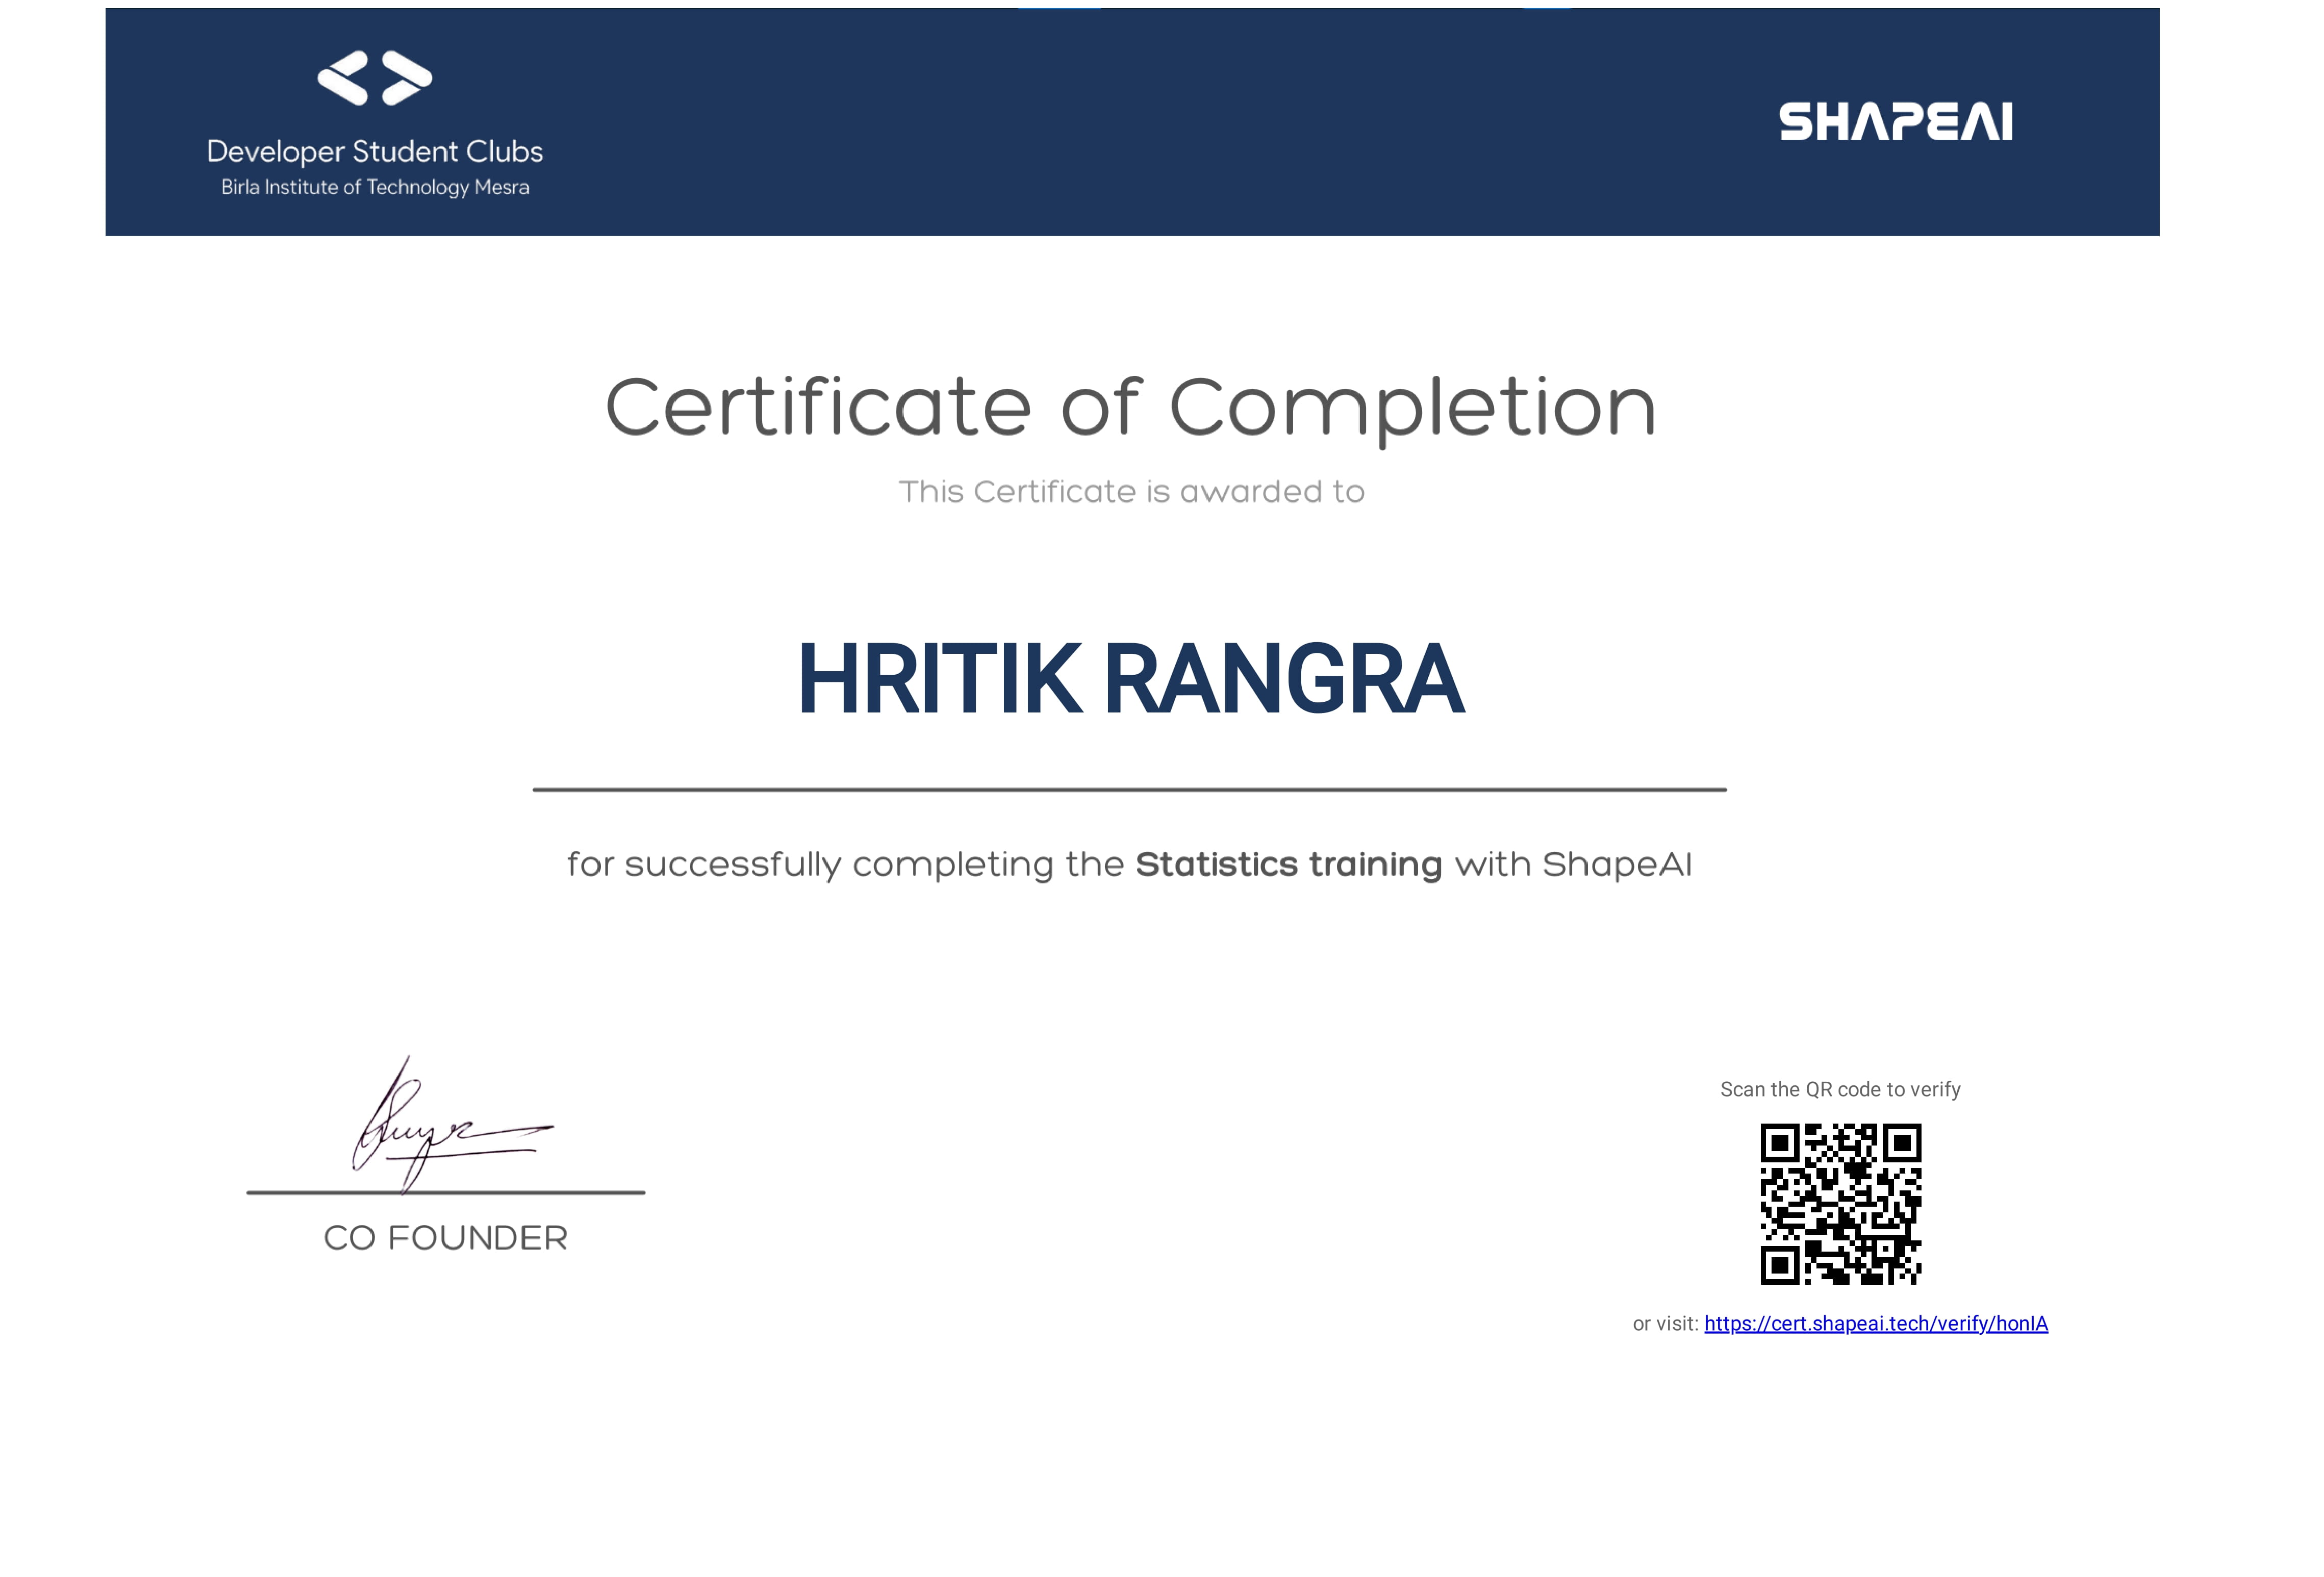 Developer Student Clubs
Birla Institute of Technology Mesra
SHAPEAI
Certificate of Completion
This Certificate is awarded to
HRITIK RANGRA
for successfully completing the Statistics training with ShapeAI
CO FOUNDER
Scan the QR code to verify
or visit: https://cert.shapeai.tech/verify/honIA